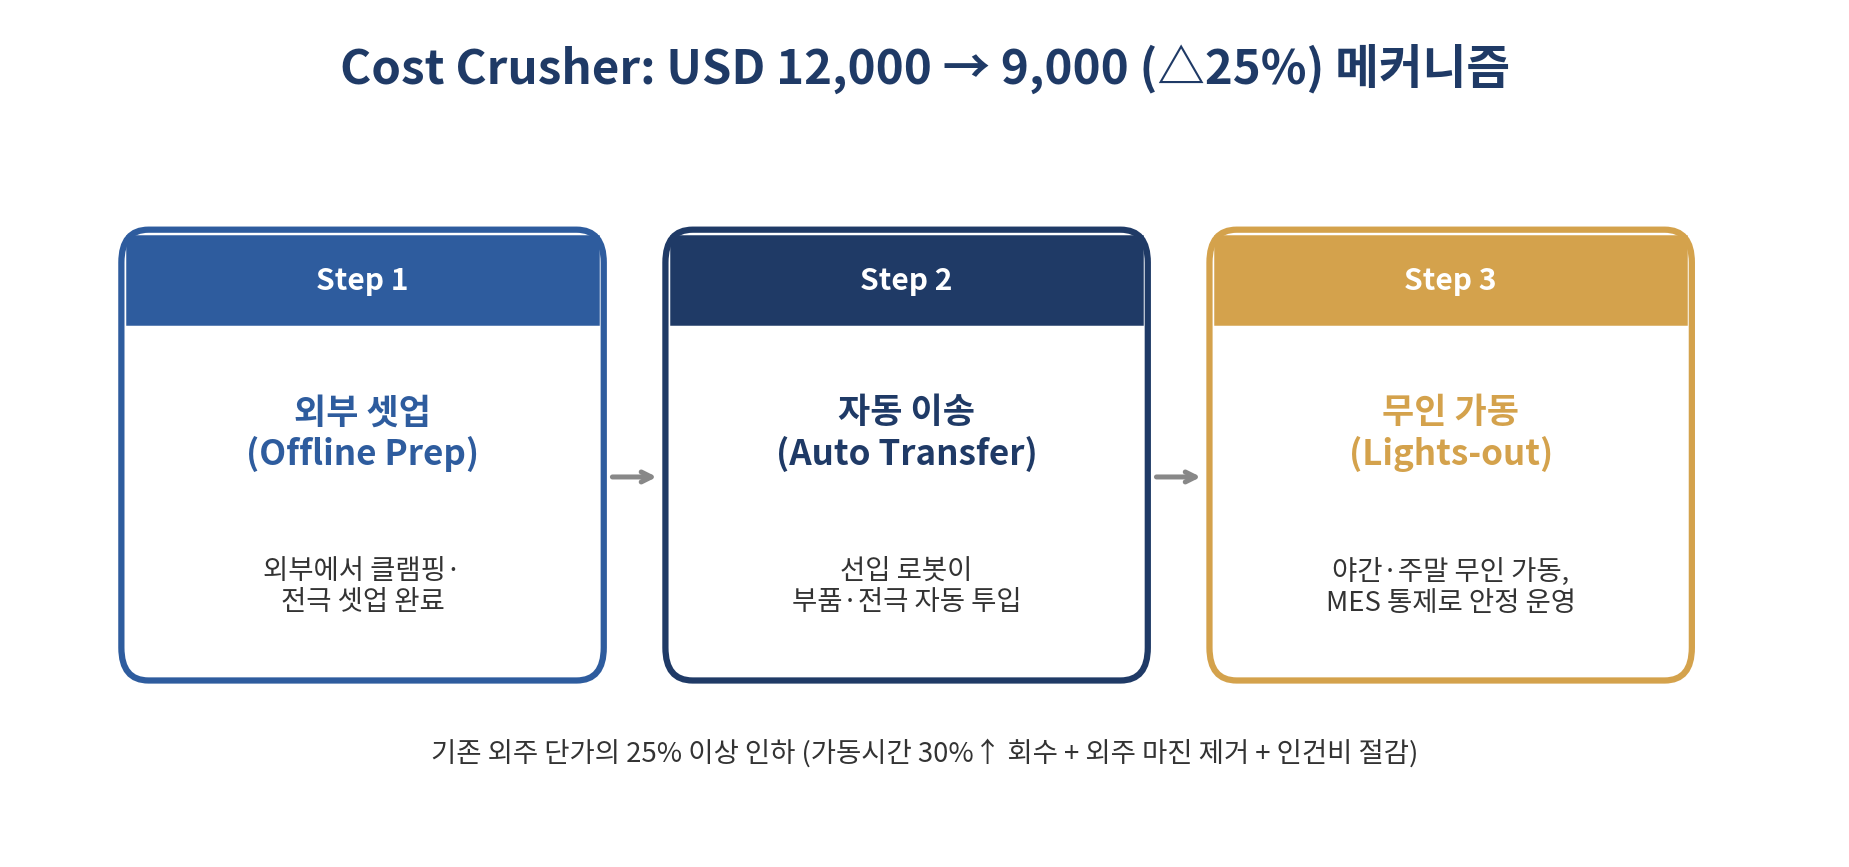 Cost Crusher: USD 12,000 → 9,000 (△25%) 메커니즘
Step 1
외부 셋업
(Offline Prep)
외부에서 클램핑·
전극 셋업 완료
Step 2
자동 이송
(Auto Transfer)
선입 로봇이
부품·전극 자동 투입
Step 3
무인 가동
(Lights-out)
야간·주말 무인 가동,
MES 통제로 안정 운영
기존 외주 단가의 25% 이상 인하 (가동시간 30%↑ 회수 + 외주 마진 제거 + 인건비 절감)